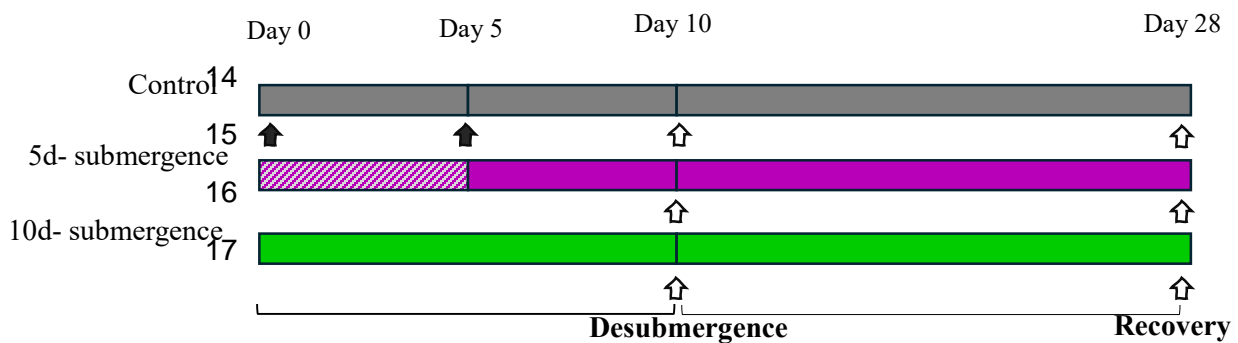 Day 0 Day 5 Day 10 Day 28
Control 14
15
5d- submergence
16
10d- submergence
17
Desubmergence Recovery